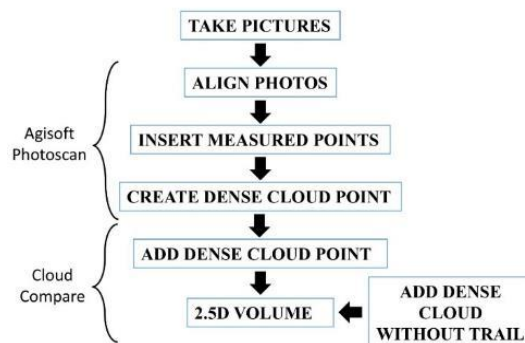 TAKE PICTURES
ALIGN PHOTOS
Agisoft
Photoscan
INSERT MEASURED POINTS
CREATE DENSE CLOUD POINT
ADD DENSE CLOUD POINT
Cloud
Compare
2.5D VOLUME
ADD DENSE
CLOUD
WITHOUT TRAIL